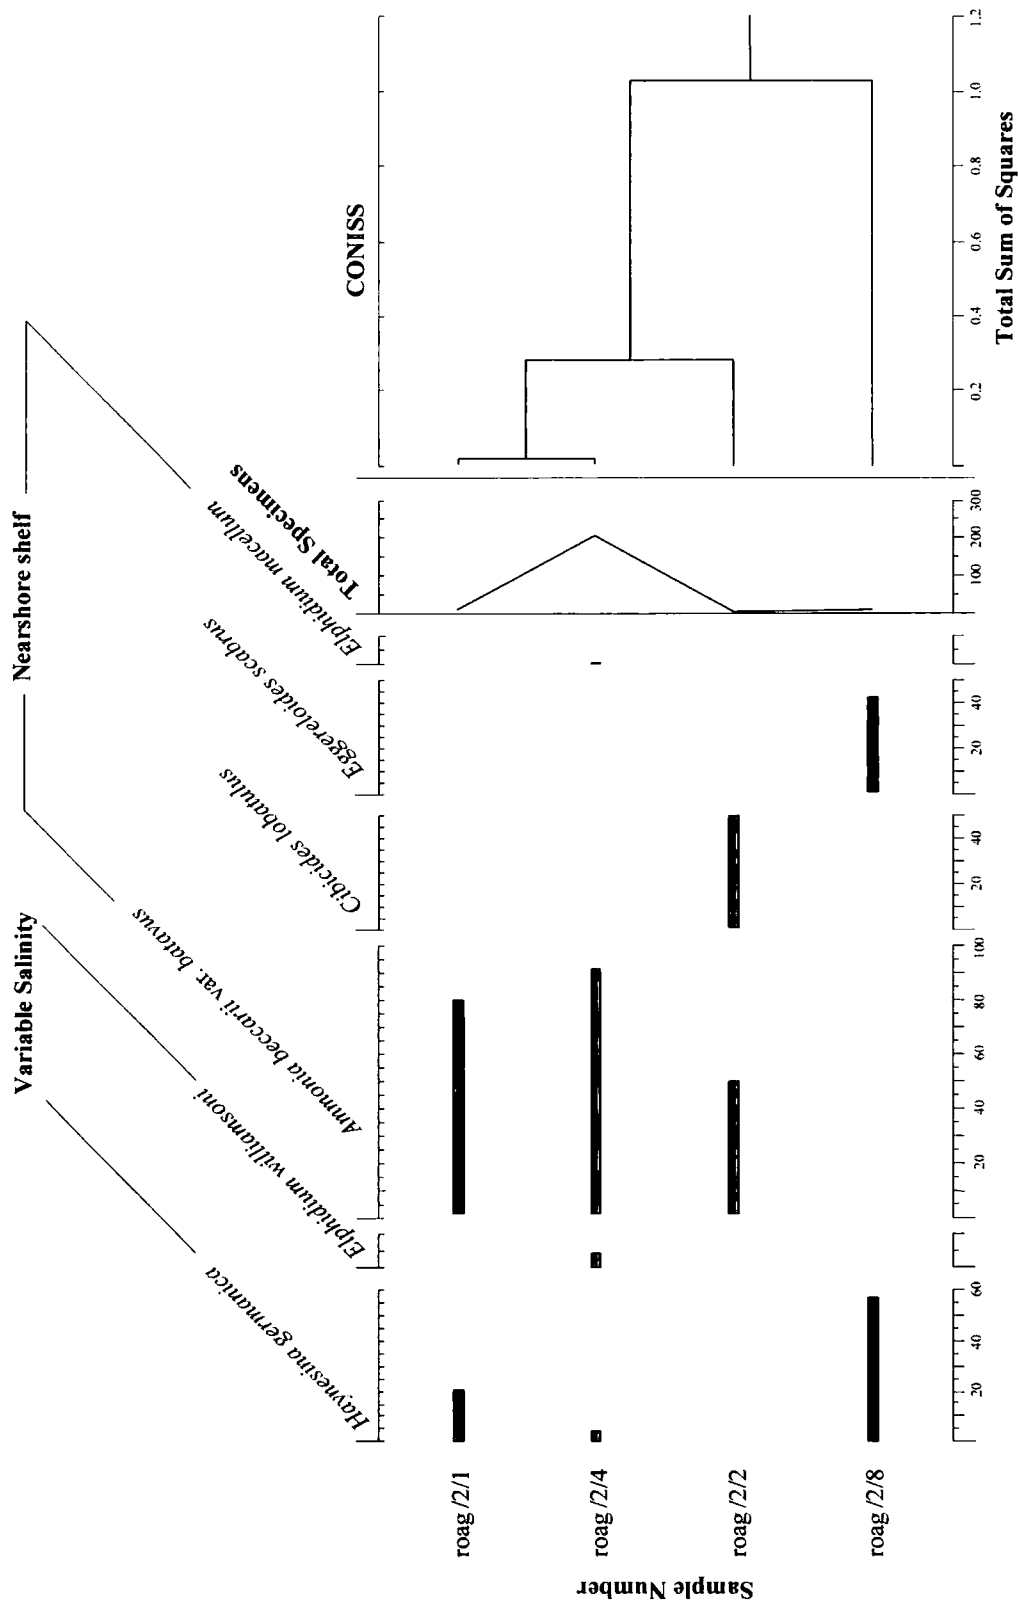 Variable Salinity
Nearshore shelf
Haynesina germanica
Elphidium williamsoni
Ammonia beccarii var. batavus
Cibicides lobatulus
Eggereloides scabrus
Elphidium macellum
Total Specimens
CONISS
Sample Number
roag /2/1
roag /2/4
roag /2/2
roag /2/8
20 40 60
20 40 60 80 100
20 40
20 40
100 200 300
0.2 0.4 0.6 0.8 1.0 1.2
Total Sum of Squares